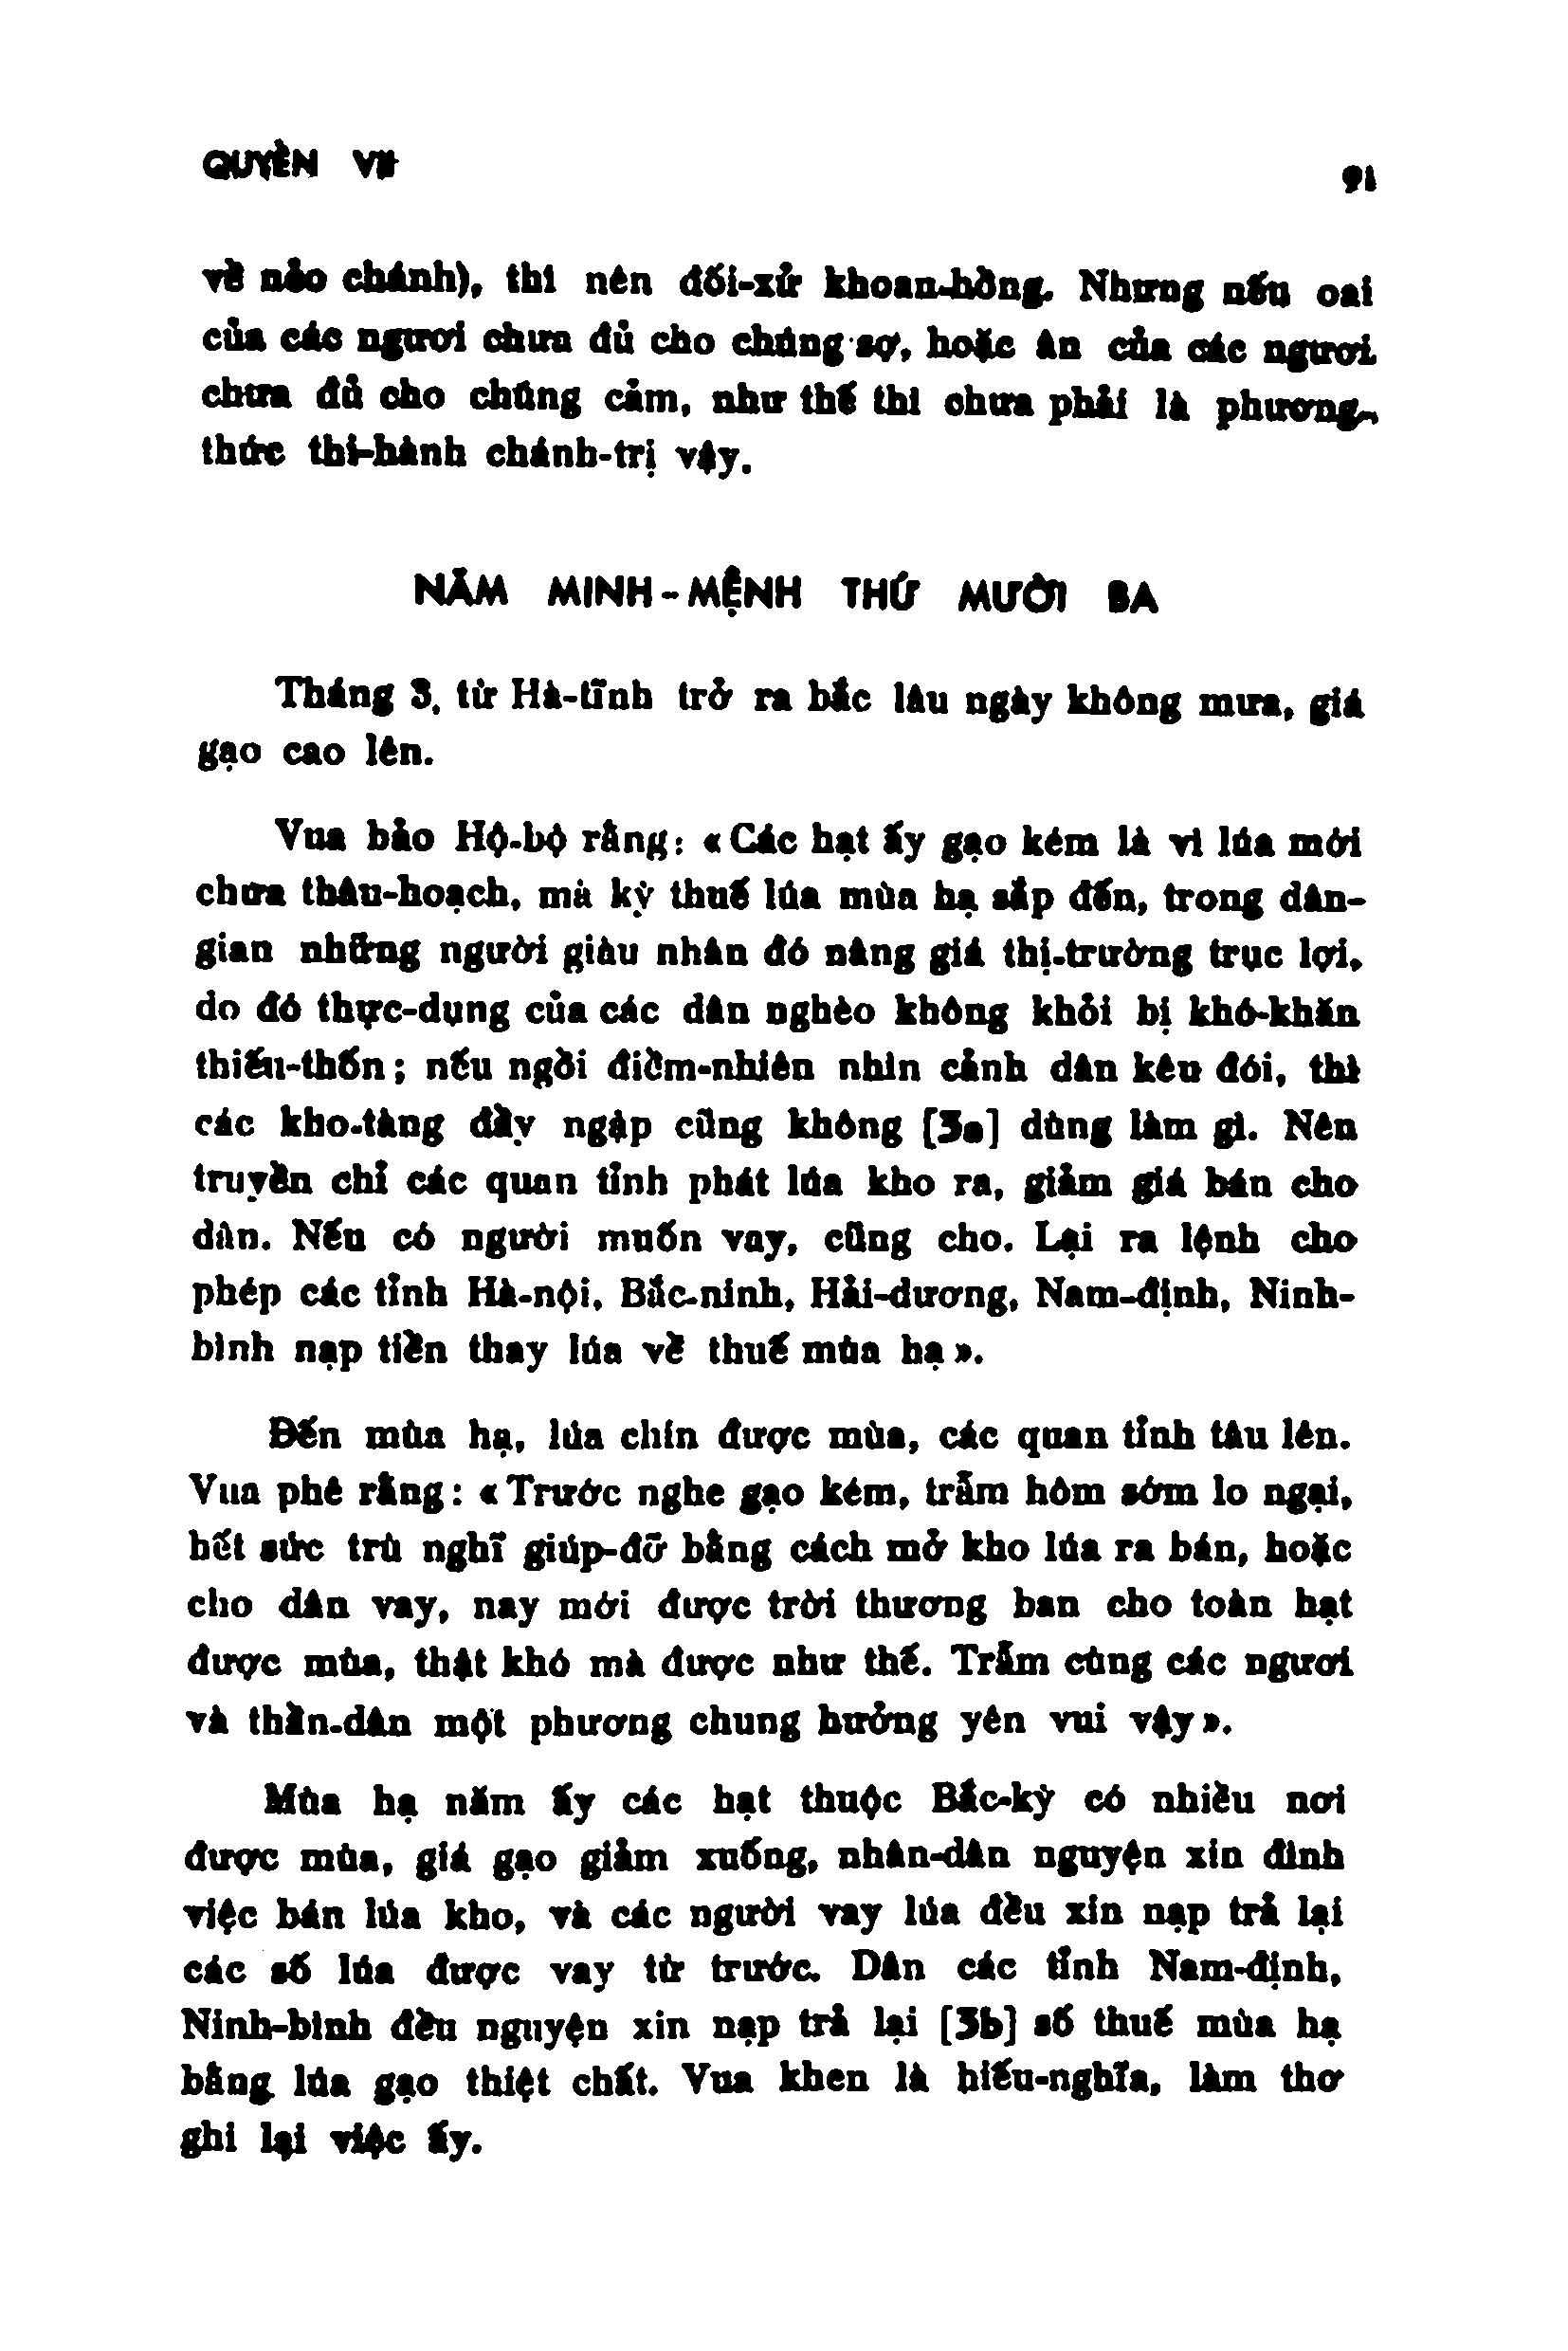 QUYỀN VII
91
về nẻo chánh), thì nên đối-xử khoan-hồng. Nhưng nếu oai
của các ngươi chưa đủ cho chúng sợ, hoặc ân của các ngươi
chưa đủ cho chúng cảm, như thế thì chưa phải là phương-
thức thi-hành chánh-trị vậy.
NĂM MINH-MỆNH THỨ MƯỜI BA
Tháng 3, từ Hà-tĩnh trở ra bắc lâu ngày không mưa, giá
gạo cao lên.
Vua bảo Hộ-bộ rằng: « Các hạt ấy gạo kém là vì lúa mới
chưa thâu-hoạch, mà kỳ thuế lúa mùa hạ sắp đến, trong dân-
gian những người giàu nhân đó nâng giá thị-trường trục lợi,
do đó thực-dụng của các dân nghèo không khỏi bị khó-khăn
thiếu-thốn; nếu ngồi điềm-nhiên nhìn cảnh dân kêu đói, thì
các kho-tàng đầy ngập cũng không [3a] dùng làm gì. Nên
truyền chỉ các quan tỉnh phát lúa kho ra, giảm giá bán cho
dân. Nếu có người muốn vay, cũng cho. Lại ra lệnh cho
phép các tỉnh Hà-nội, Bắc-ninh, Hải-dương, Nam-định, Ninh-
bình nạp tiền thay lúa về thuế mùa hạ ».
Đến mùa hạ, lúa chín được mùa, các quan tỉnh tâu lên.
Vua phê rằng: « Trước nghe gạo kém, trẫm hôm sớm lo ngại,
hết sức trù nghĩ giúp-đỡ bằng cách mở kho lúa ra bán, hoặc
cho dân vay, nay mới được trời thương ban cho toàn hạt
được mùa, thật khó mà được như thế. Trẫm cùng các ngươi
và thần-dân một phương chung hưởng yên vui vậy ».
Mùa hạ năm ấy các hạt thuộc Bắc-kỳ có nhiều nơi
được mùa, giá gạo giảm xuống, nhân-dân nguyện xin đình
việc bán lúa kho, và các người vay lúa đều xin nạp trả lại
các số lúa được vay từ trước. Dân các tỉnh Nam-định,
Ninh-bình đều nguyện xin nạp trả lại [3b] số thuế mùa hạ
bằng lúa gạo thiệt chất. Vua khen là hiếu-nghĩa, làm thơ
ghi lại việc ấy.